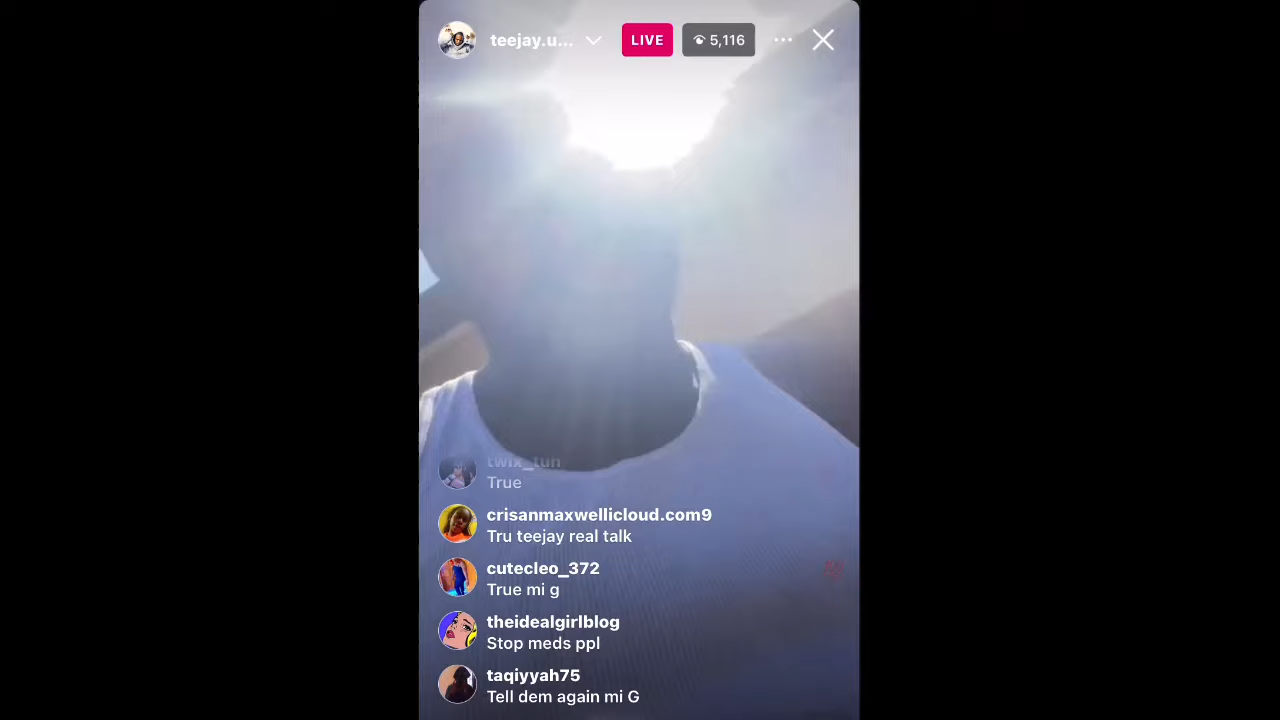 teejay.u...
LIVE
5,116
twix_tun
True
crisanmaxwellicloud.com9
Tru teejay real talk
cutecleo_372
True mi g
theidealgirlblog
Stop meds ppl
taqiyyah75
Tell dem again mi G